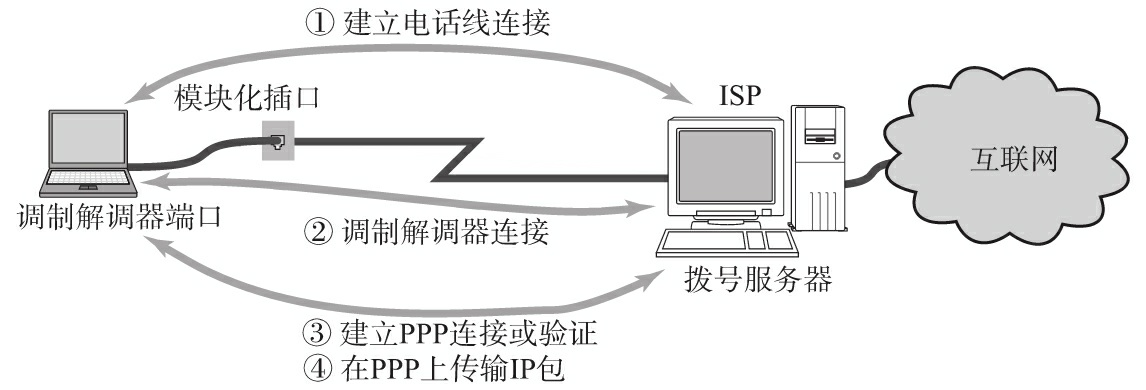 ① 建立电话线连接
模块化插口
ISP
互联网
调制解调器端口
② 调制解调器连接
拨号服务器
③ 建立PPP连接或验证
④ 在PPP上传输IP包